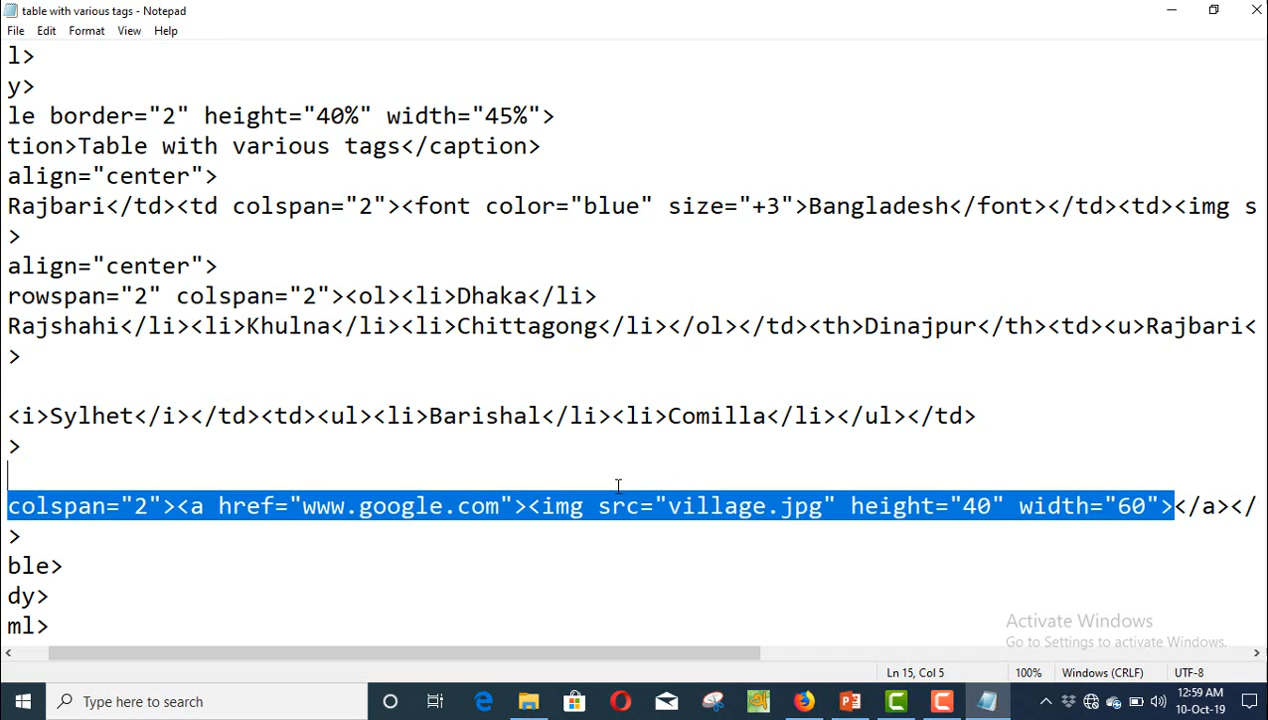 table with various tags - Notepad
File Edit Format View Help
l>
y>
le border="2" height="40%" width="45%">
tion>Table with various tags</caption>
align="center">
Rajbari</td><td colspan="2"><font color="blue" size="+3">Bangladesh</font></td><td><img s
>
align="center">
rowspan="2" colspan="2"><ol><li>Dhaka</li>
Rajshahi</li><li>Khulna</li><li>Chittagong</li></ol></td><th>Dinajpur</th><td><u>Rajbari<
>
<i>Sylhet</i></td><td><ul><li>Barishal</li><li>Comilla</li></ul></td>
>
colspan="2"><a href="www.google.com"><img src="village.jpg" height="40" width="60"></a></
>
ble>
dy>
ml>
Activate Windows
Go to Settings to activate Windows.
Ln 15, Col 5 100% Windows (CRLF) UTF-8
Type here to search
12:59 AM
10-Oct-19